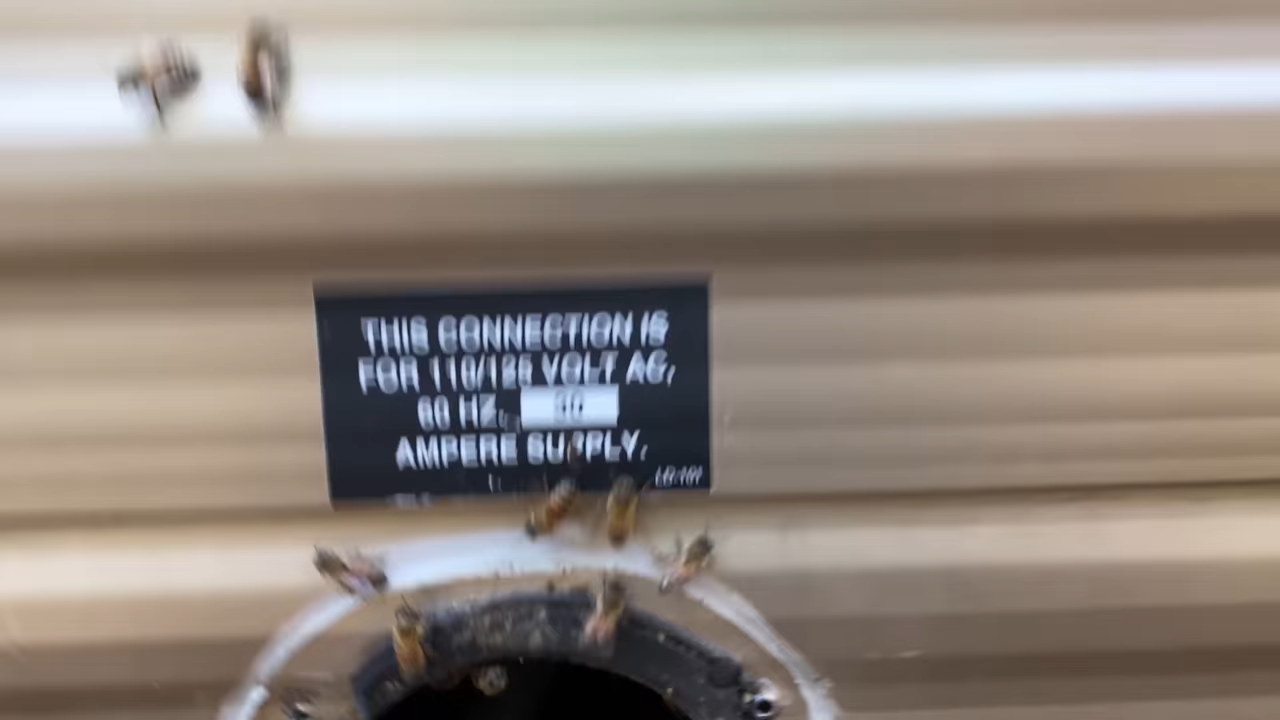 THIS CONNECTION IS
FOR 110/125 VOLT AC,
60 HZ, 30
AMPERE SUPPLY.